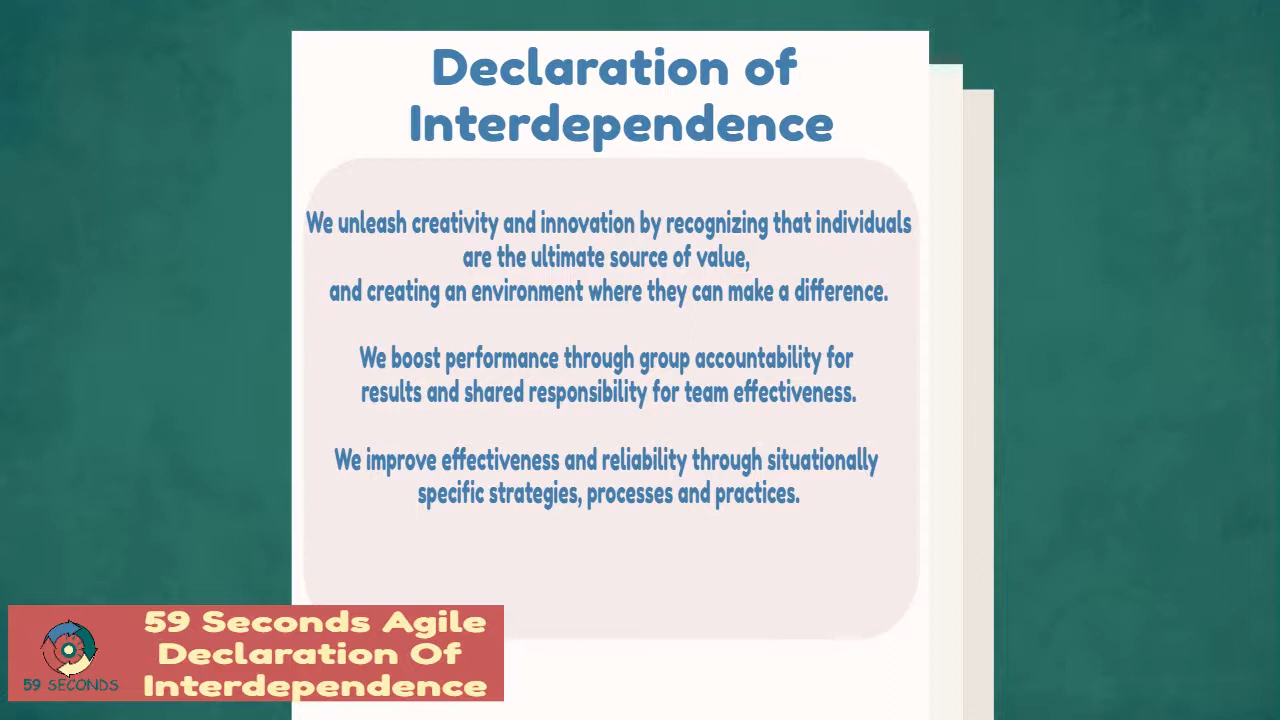 Declaration of
Interdependence
We unleash creativity and innovation by recognizing that individuals
are the ultimate source of value,
and creating an environment where they can make a difference.
We boost performance through group accountability for
results and shared responsibility for team effectiveness.
We improve effectiveness and reliability through situationally
specific strategies, processes and practices.
59 SECONDS
59 Seconds Agile
Declaration Of
Interdependence